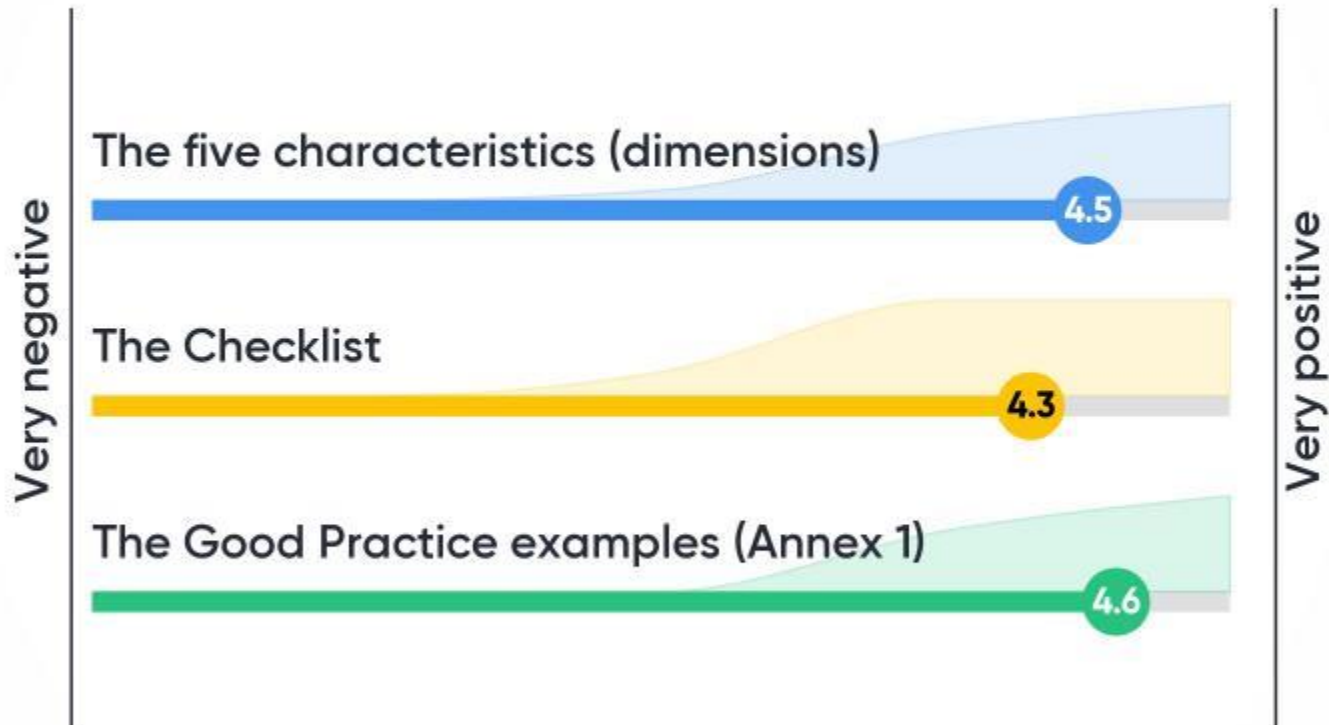 Very negative
The five characteristics (dimensions)
4.5
The Checklist
4.3
The Good Practice examples (Annex 1)
4.6
Very positive